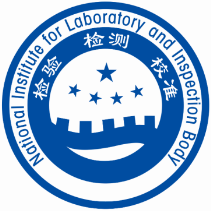 National Institute for Laboratory and Inspection Body
检验 检测 校准